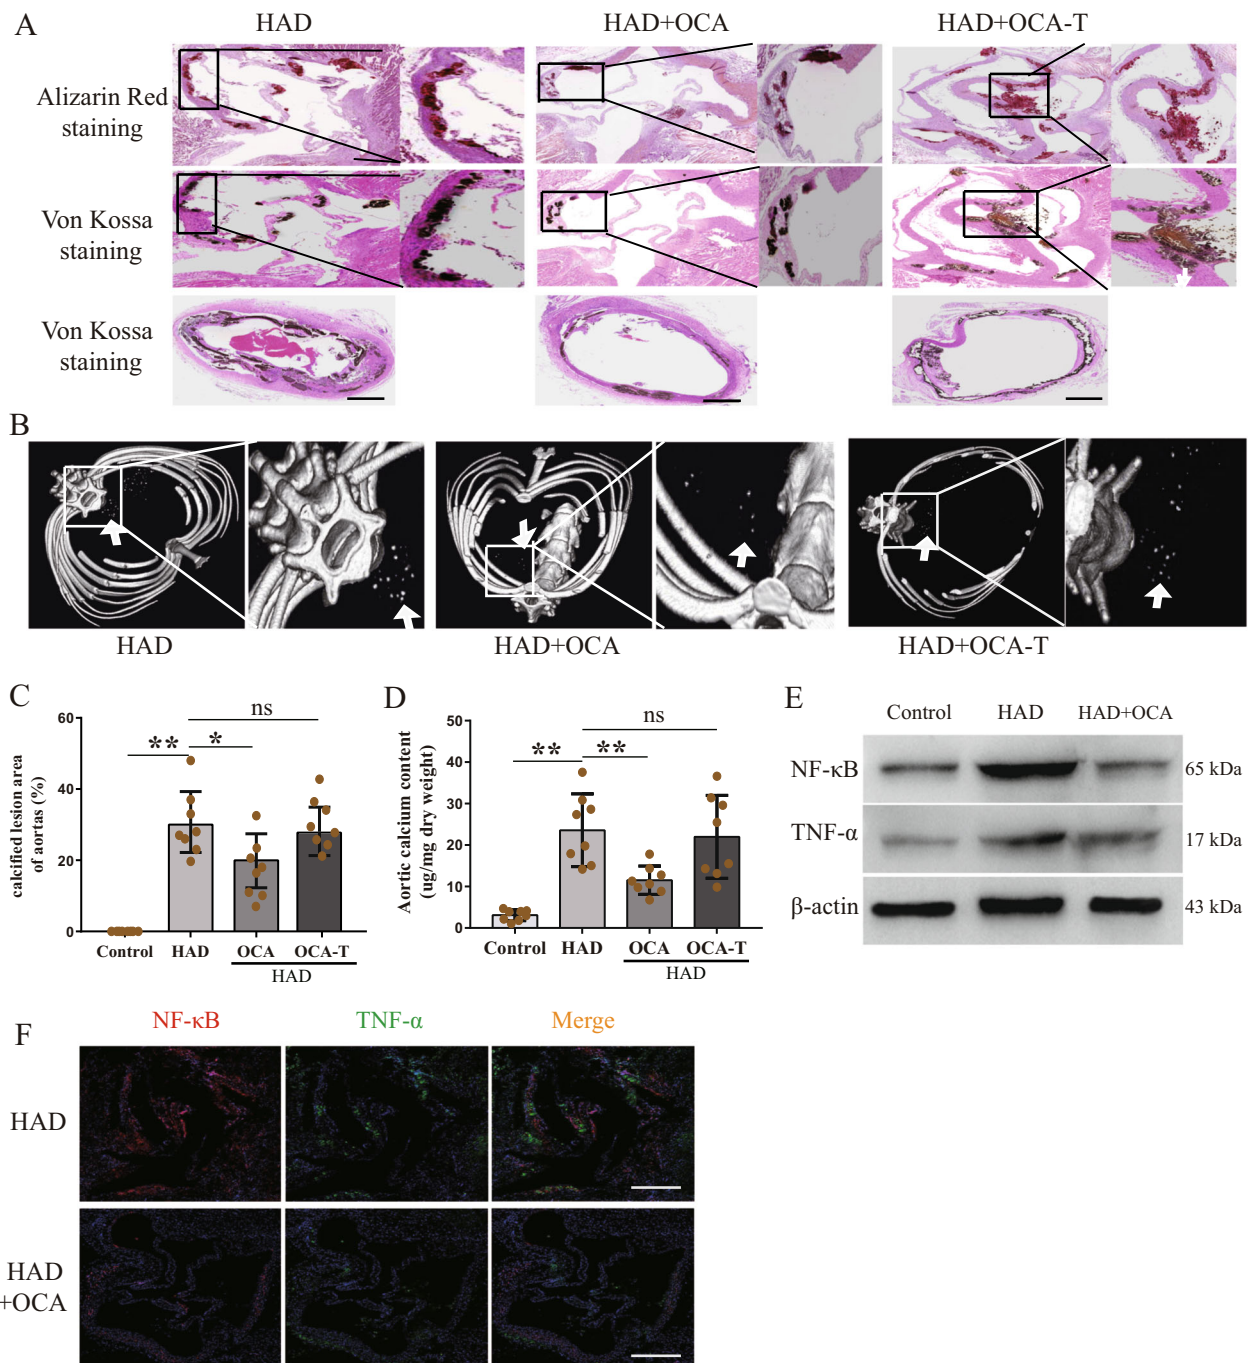 A
HAD
HAD+OCA
HAD+OCA-T
Alizarin Red
staining
Von Kossa
staining
Von Kossa
staining
B
HAD
HAD+OCA
HAD+OCA-T
C
calcified lesion area
of aortas (%)
60
40
20
0
**
*
ns
Control
HAD
OCA
OCA-T
HAD
D
Aortic calcium content
(ug/mg dry weight)
50
40
30
20
10
0
**
**
ns
Control
HAD
OCA
OCA-T
HAD
E
Control
HAD
HAD+OCA
NF-κB
65 kDa
TNF-α
17 kDa
β-actin
43 kDa
F
NF-κB
TNF-α
Merge
HAD
HAD
+OCA